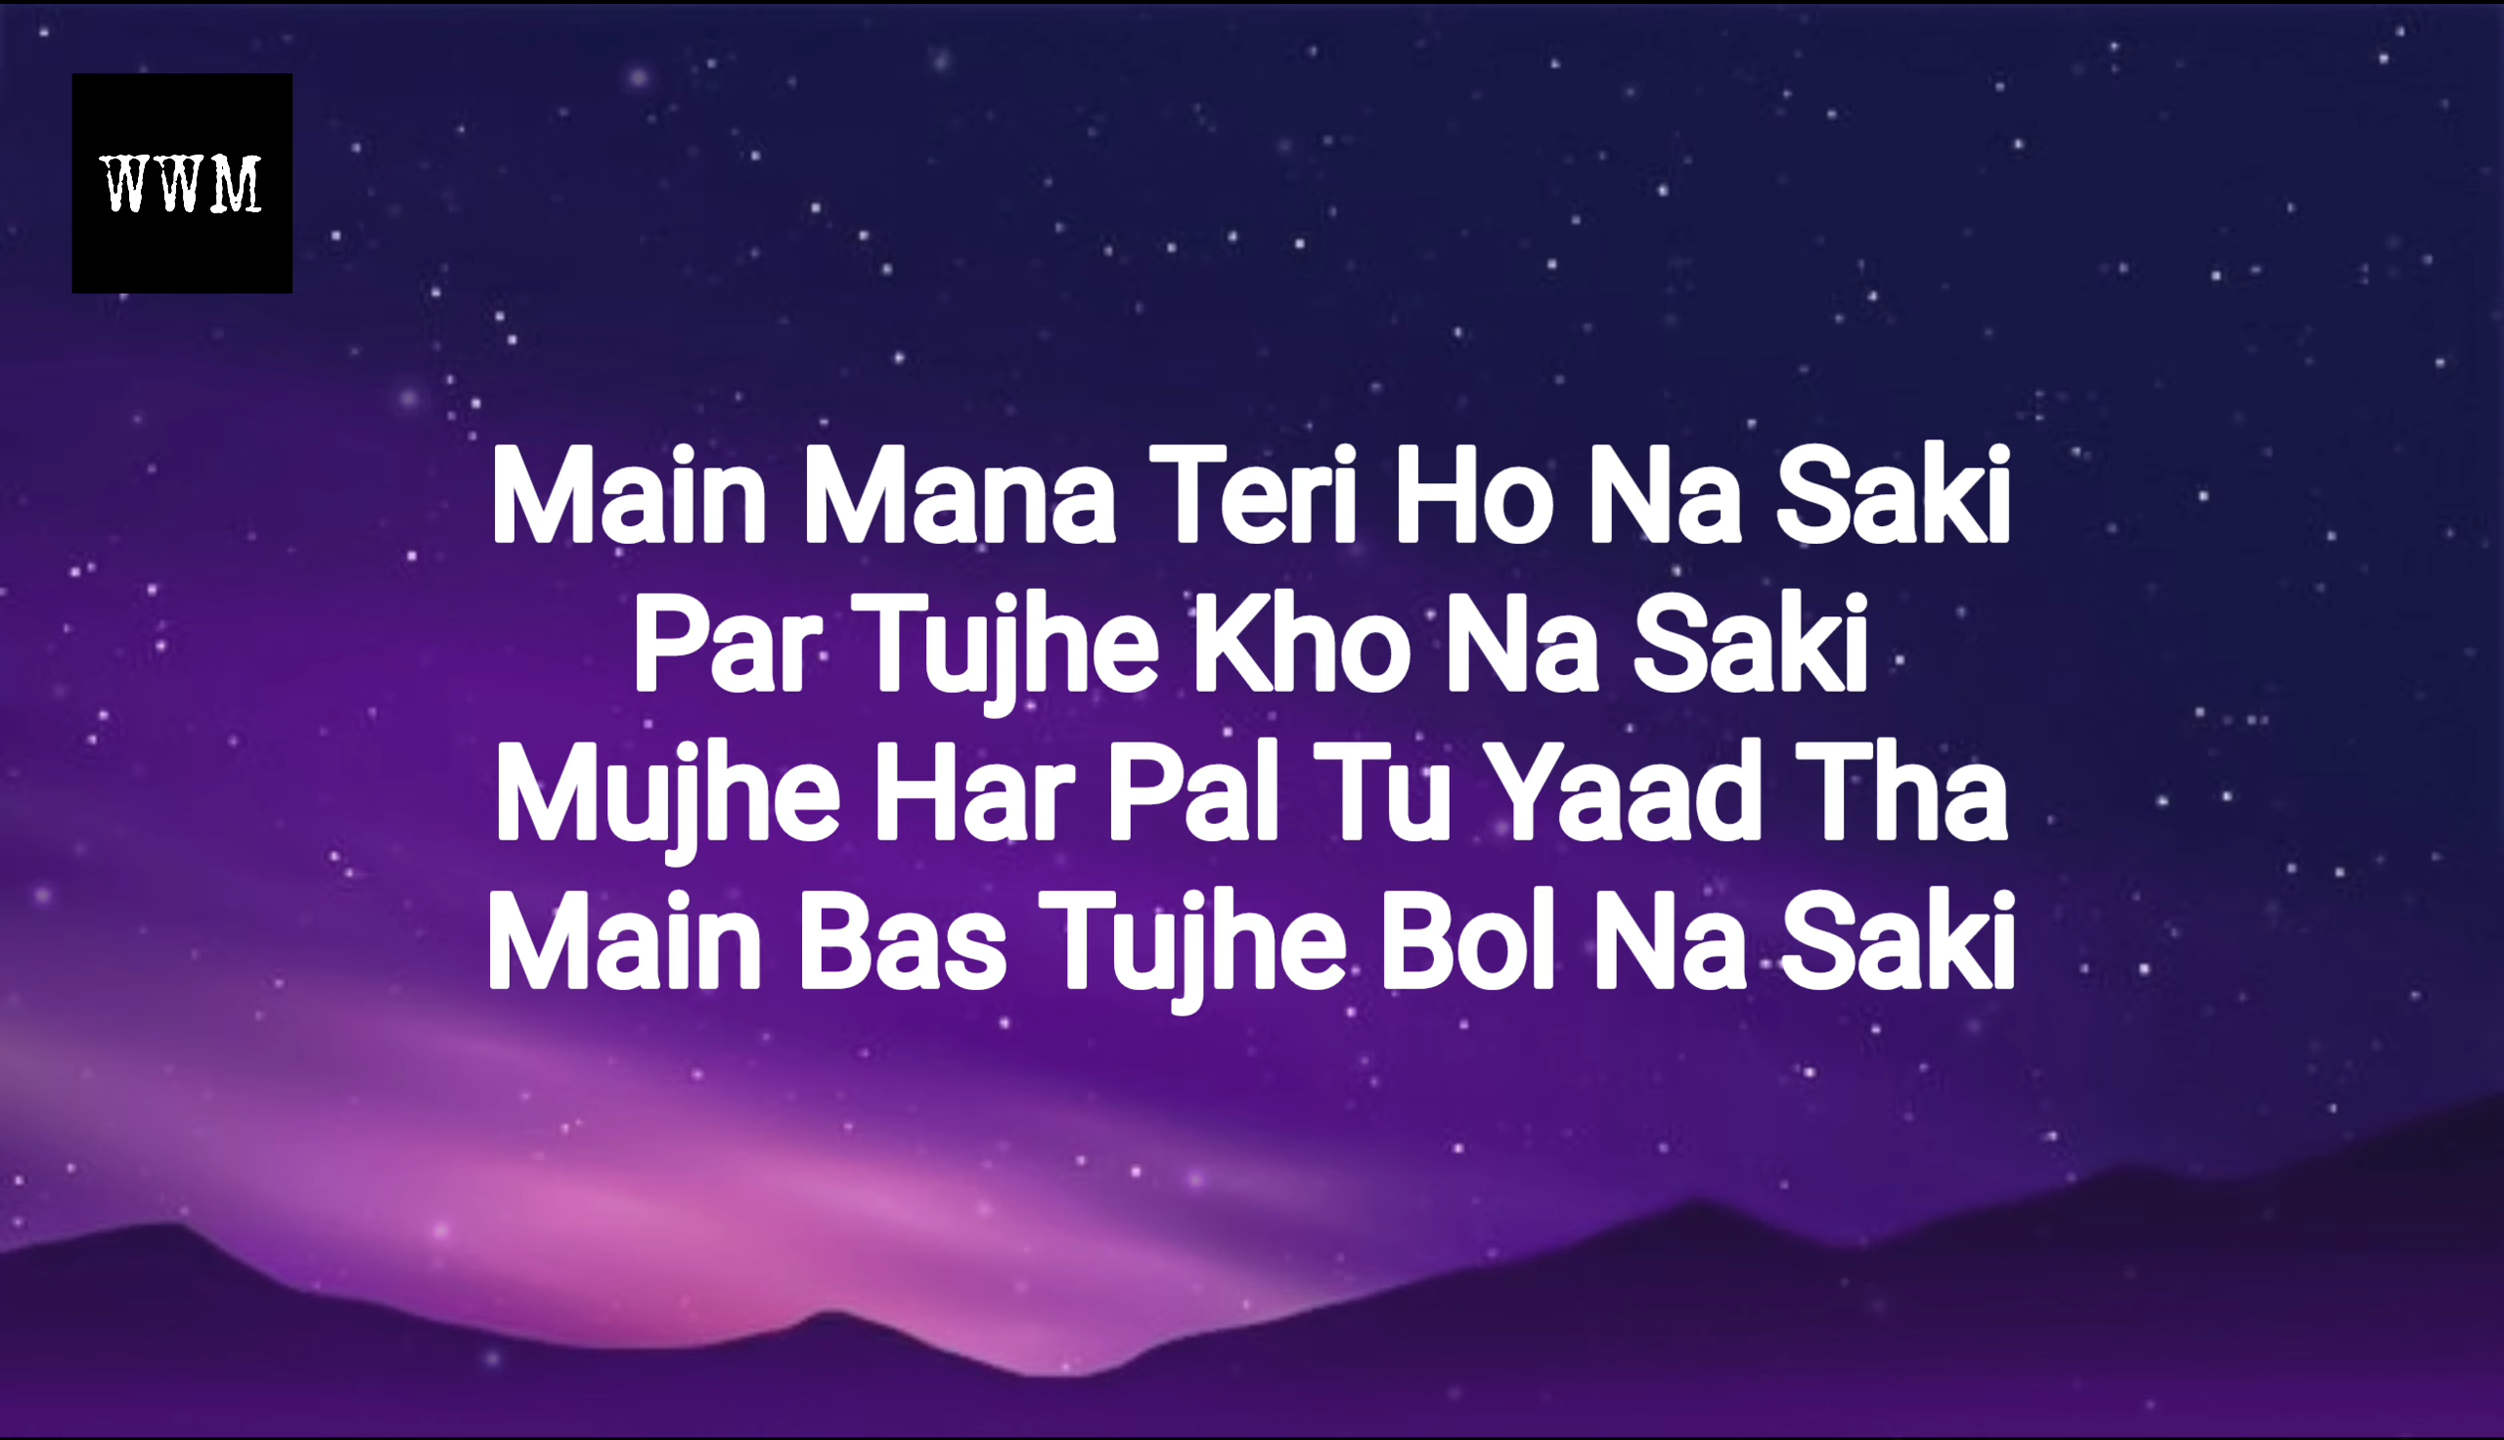 WWM
Main Mana Teri Ho Na Saki
Par Tujhe Kho Na Saki
Mujhe Har Pal Tu Yaad Tha
Main Bas Tujhe Bol Na Saki